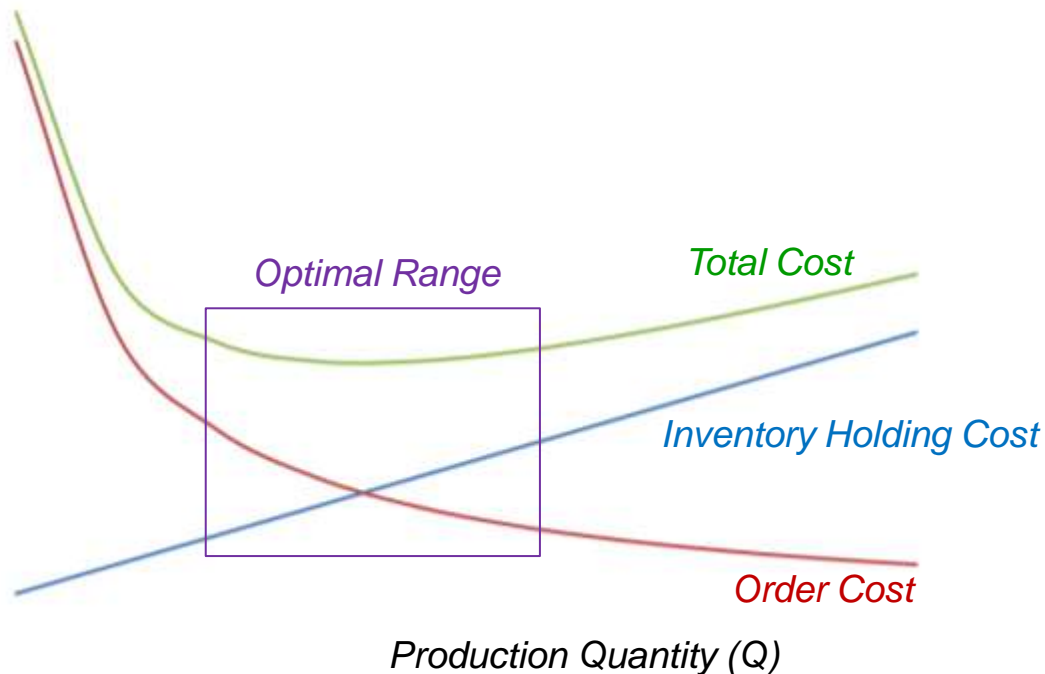 Total Cost
Optimal Range
Inventory Holding Cost
Order Cost
Production Quantity (Q)